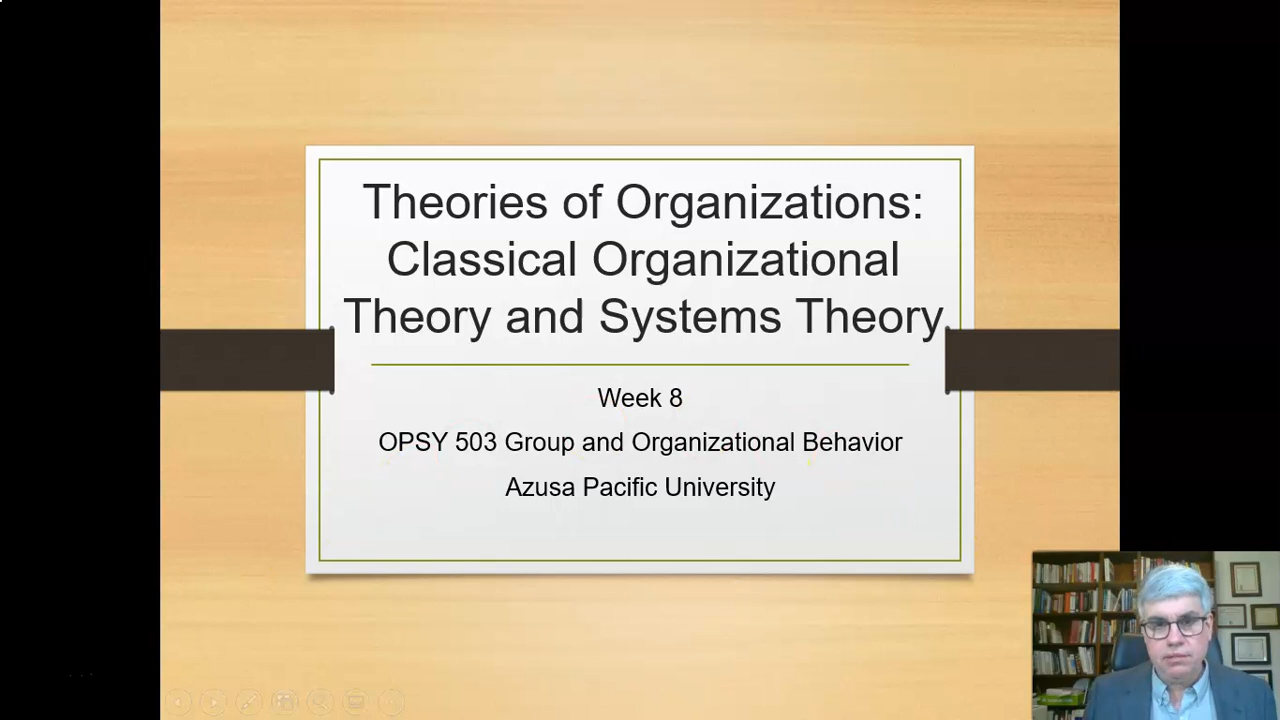 Theories of Organizations:
Classical Organizational
Theory and Systems Theory
Week 8
OPSY 503 Group and Organizational Behavior
Azusa Pacific University